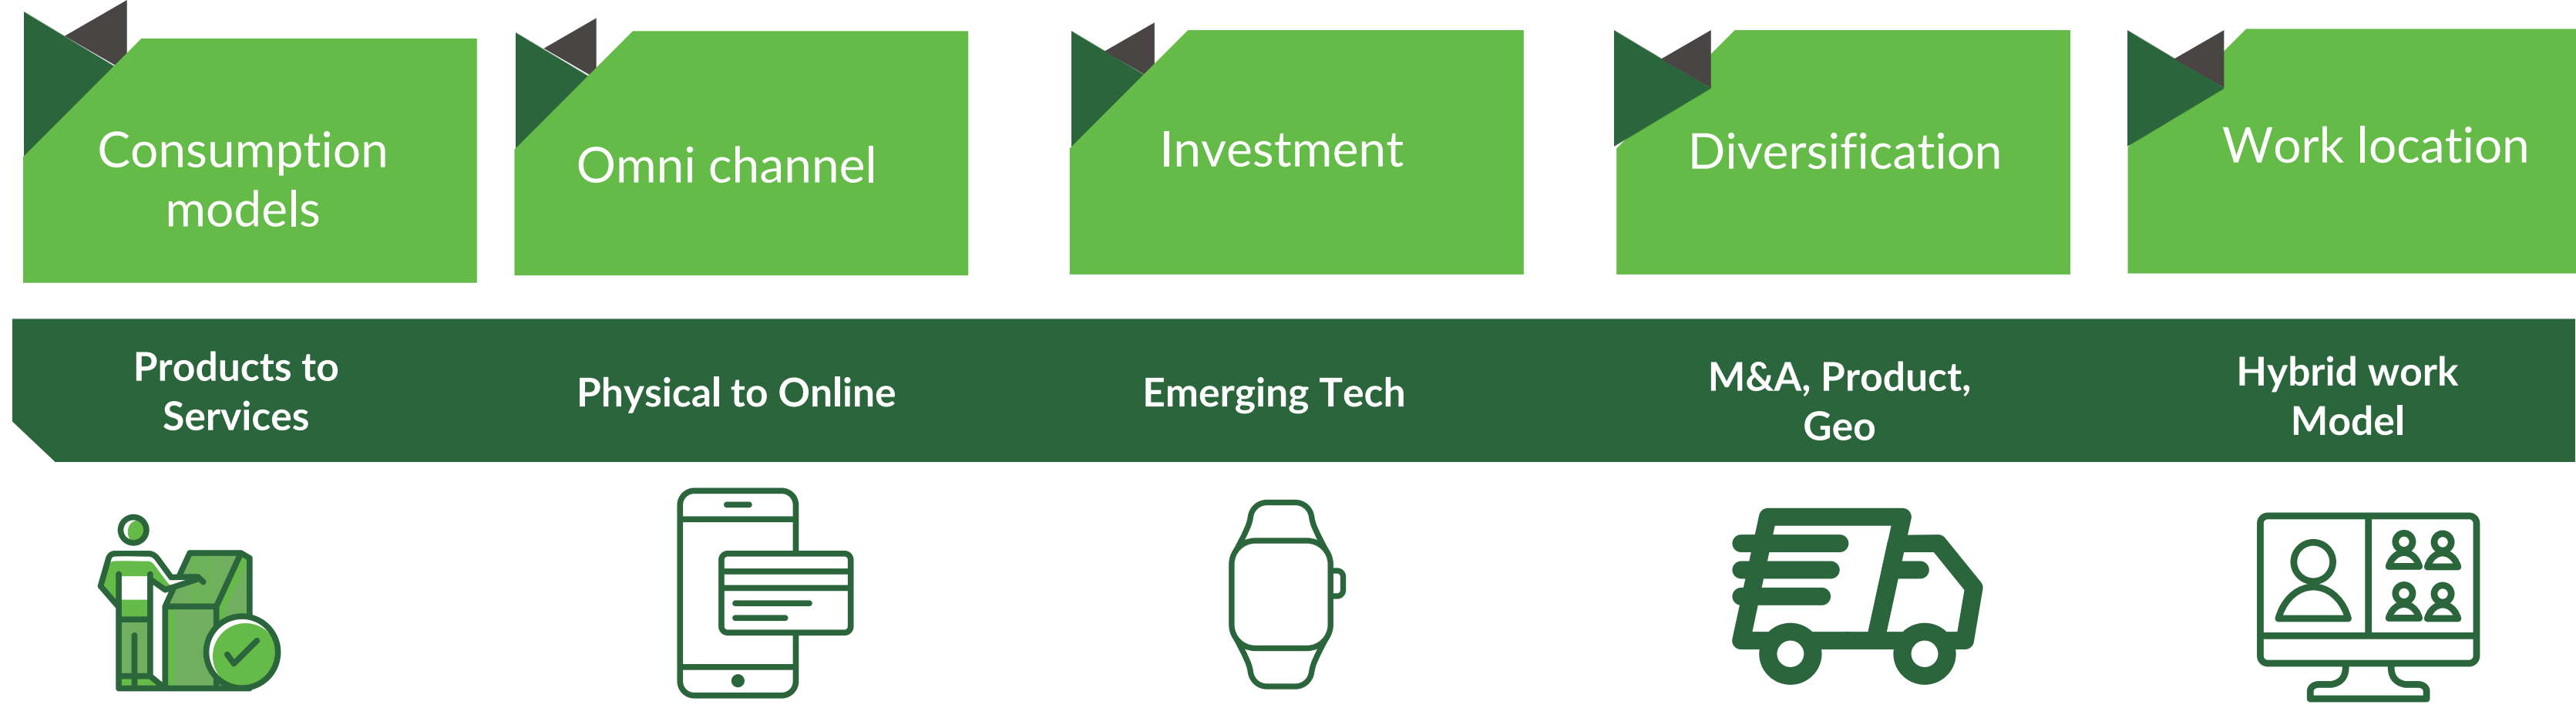 Consumption
models
Omni channel
Investment
Diversification
Work location
Products to
Services
Physical to Online
Emerging Tech
M&A, Product,
Geo
Hybrid work
Model